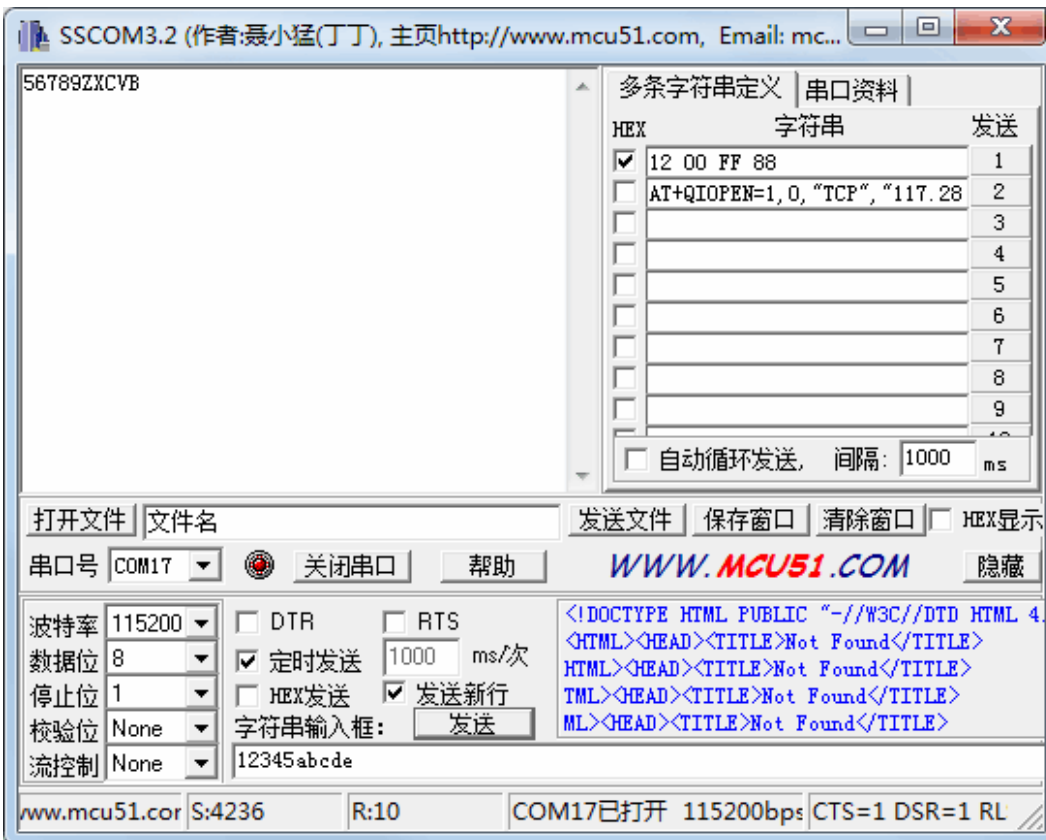 SSCOM3.2 (作者:聂小猛(丁丁), 主页http://www.mcu51.com, Email: mc...
56789ZXCVB
多条字符串定义 串口资料
HEX 字符串 发送
12 00 FF 88 1
AT+QIOPEN=1,0,"TCP","117.28 2
3
4
5
6
7
8
9
自动循环发送, 间隔: 1000 ms
打开文件 文件名 发送文件 保存窗口 清除窗口 HEX显示
串口号 COM17 关闭串口 帮助 WWW.MCU51.COM 隐藏
波特率 115200 DTR RTS
数据位 8 定时发送 1000 ms/次
停止位 1 HEX发送 发送新行
校验位 None 字符串输入框: 发送
流控制 None 12345abcde
<!DOCTYPE HTML PUBLIC "-//W3C//DTD HTML 4.
<HTML><HEAD><TITLE>Not Found</TITLE>
HTML><HEAD><TITLE>Not Found</TITLE>
TML><HEAD><TITLE>Not Found</TITLE>
ML><HEAD><TITLE>Not Found</TITLE>
www.mcu51.cor S:4236 R:10 COM17已打开 115200bps CTS=1 DSR=1 RL